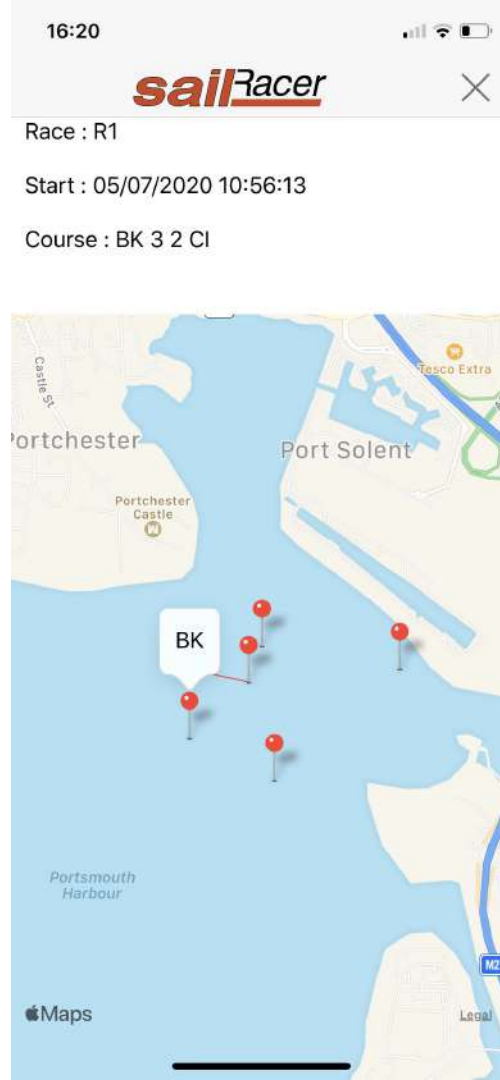 16:20
sailRacer
Race : R1
Start : 05/07/2020 10:56:13
Course : BK 3 2 CI
Castle St
Tesco Extra
Portchester
Port Solent
Portchester
Castle
BK
Portsmouth
Harbour
M2
Maps
Legal